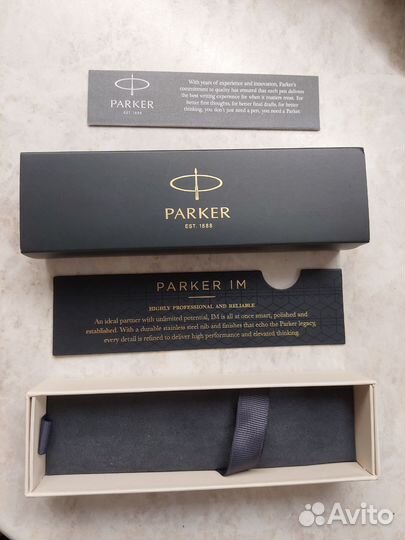 With years of experience and innovation, Parker's
commitment to quality has ensured that each pen delivers
the best writing experience for when it matters most. For
better first thoughts, for better final drafts, for better
thinking, you don't just need a pen, you need a Parker.
PARKER
EST. 1888
PARKER
EST. 1888
PARKER IM
HIGHLY PROFESSIONAL AND RELIABLE
An ideal partner with unlimited potential, IM is all at once smart, polished and
established. With a durable stainless steel nib and finishes that echo the Parker legacy,
every detail is refined to deliver high performance and elevated thinking.
Avito